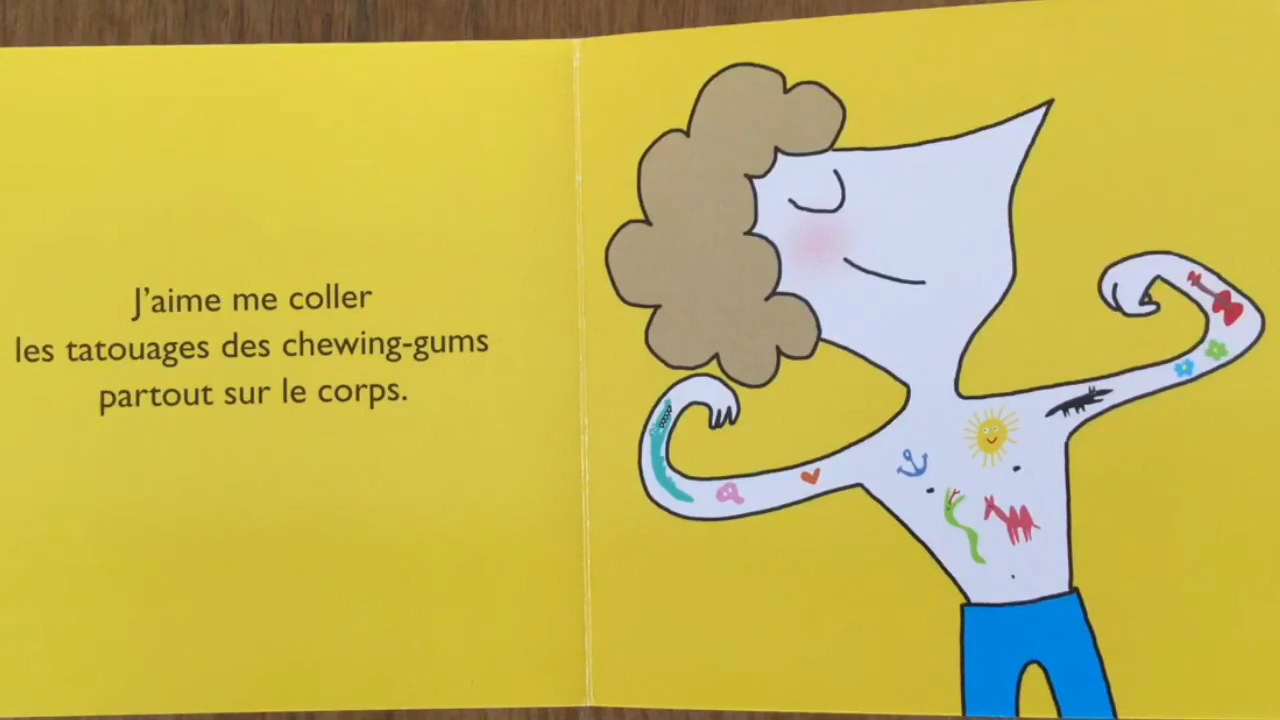 J'aime me coller
les tatouages des chewing-gums
partout sur le corps.